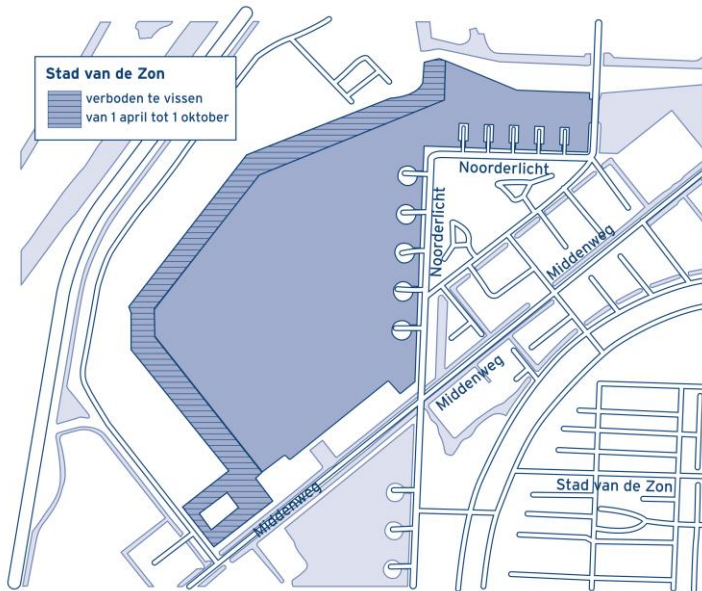 Stad van de Zon
verboden te vissen
van 1 april tot 1 oktober
Noorderlicht
Noorderlicht
Middenweg
Middenweg
Stad van de Zon
Middenweg